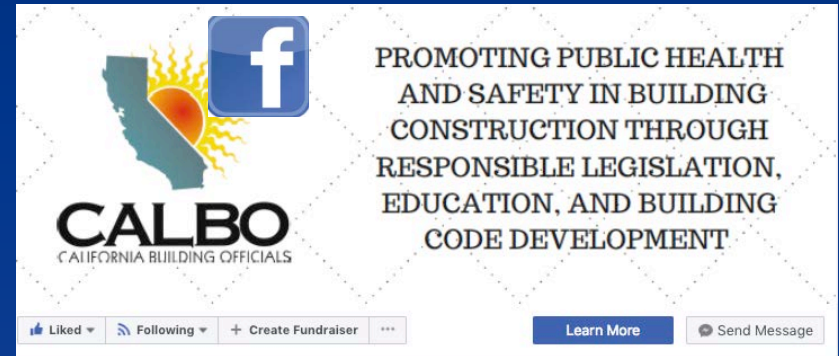 f
PROMOTING PUBLIC HEALTH
AND SAFETY IN BUILDING
CONSTRUCTION THROUGH
RESPONSIBLE LEGISLATION,
EDUCATION, AND BUILDING
CODE DEVELOPMENT
CALBO
CALIFORNIA BUILDING OFFICIALS
Liked Following + Create Fundraiser ... Learn More Send Message